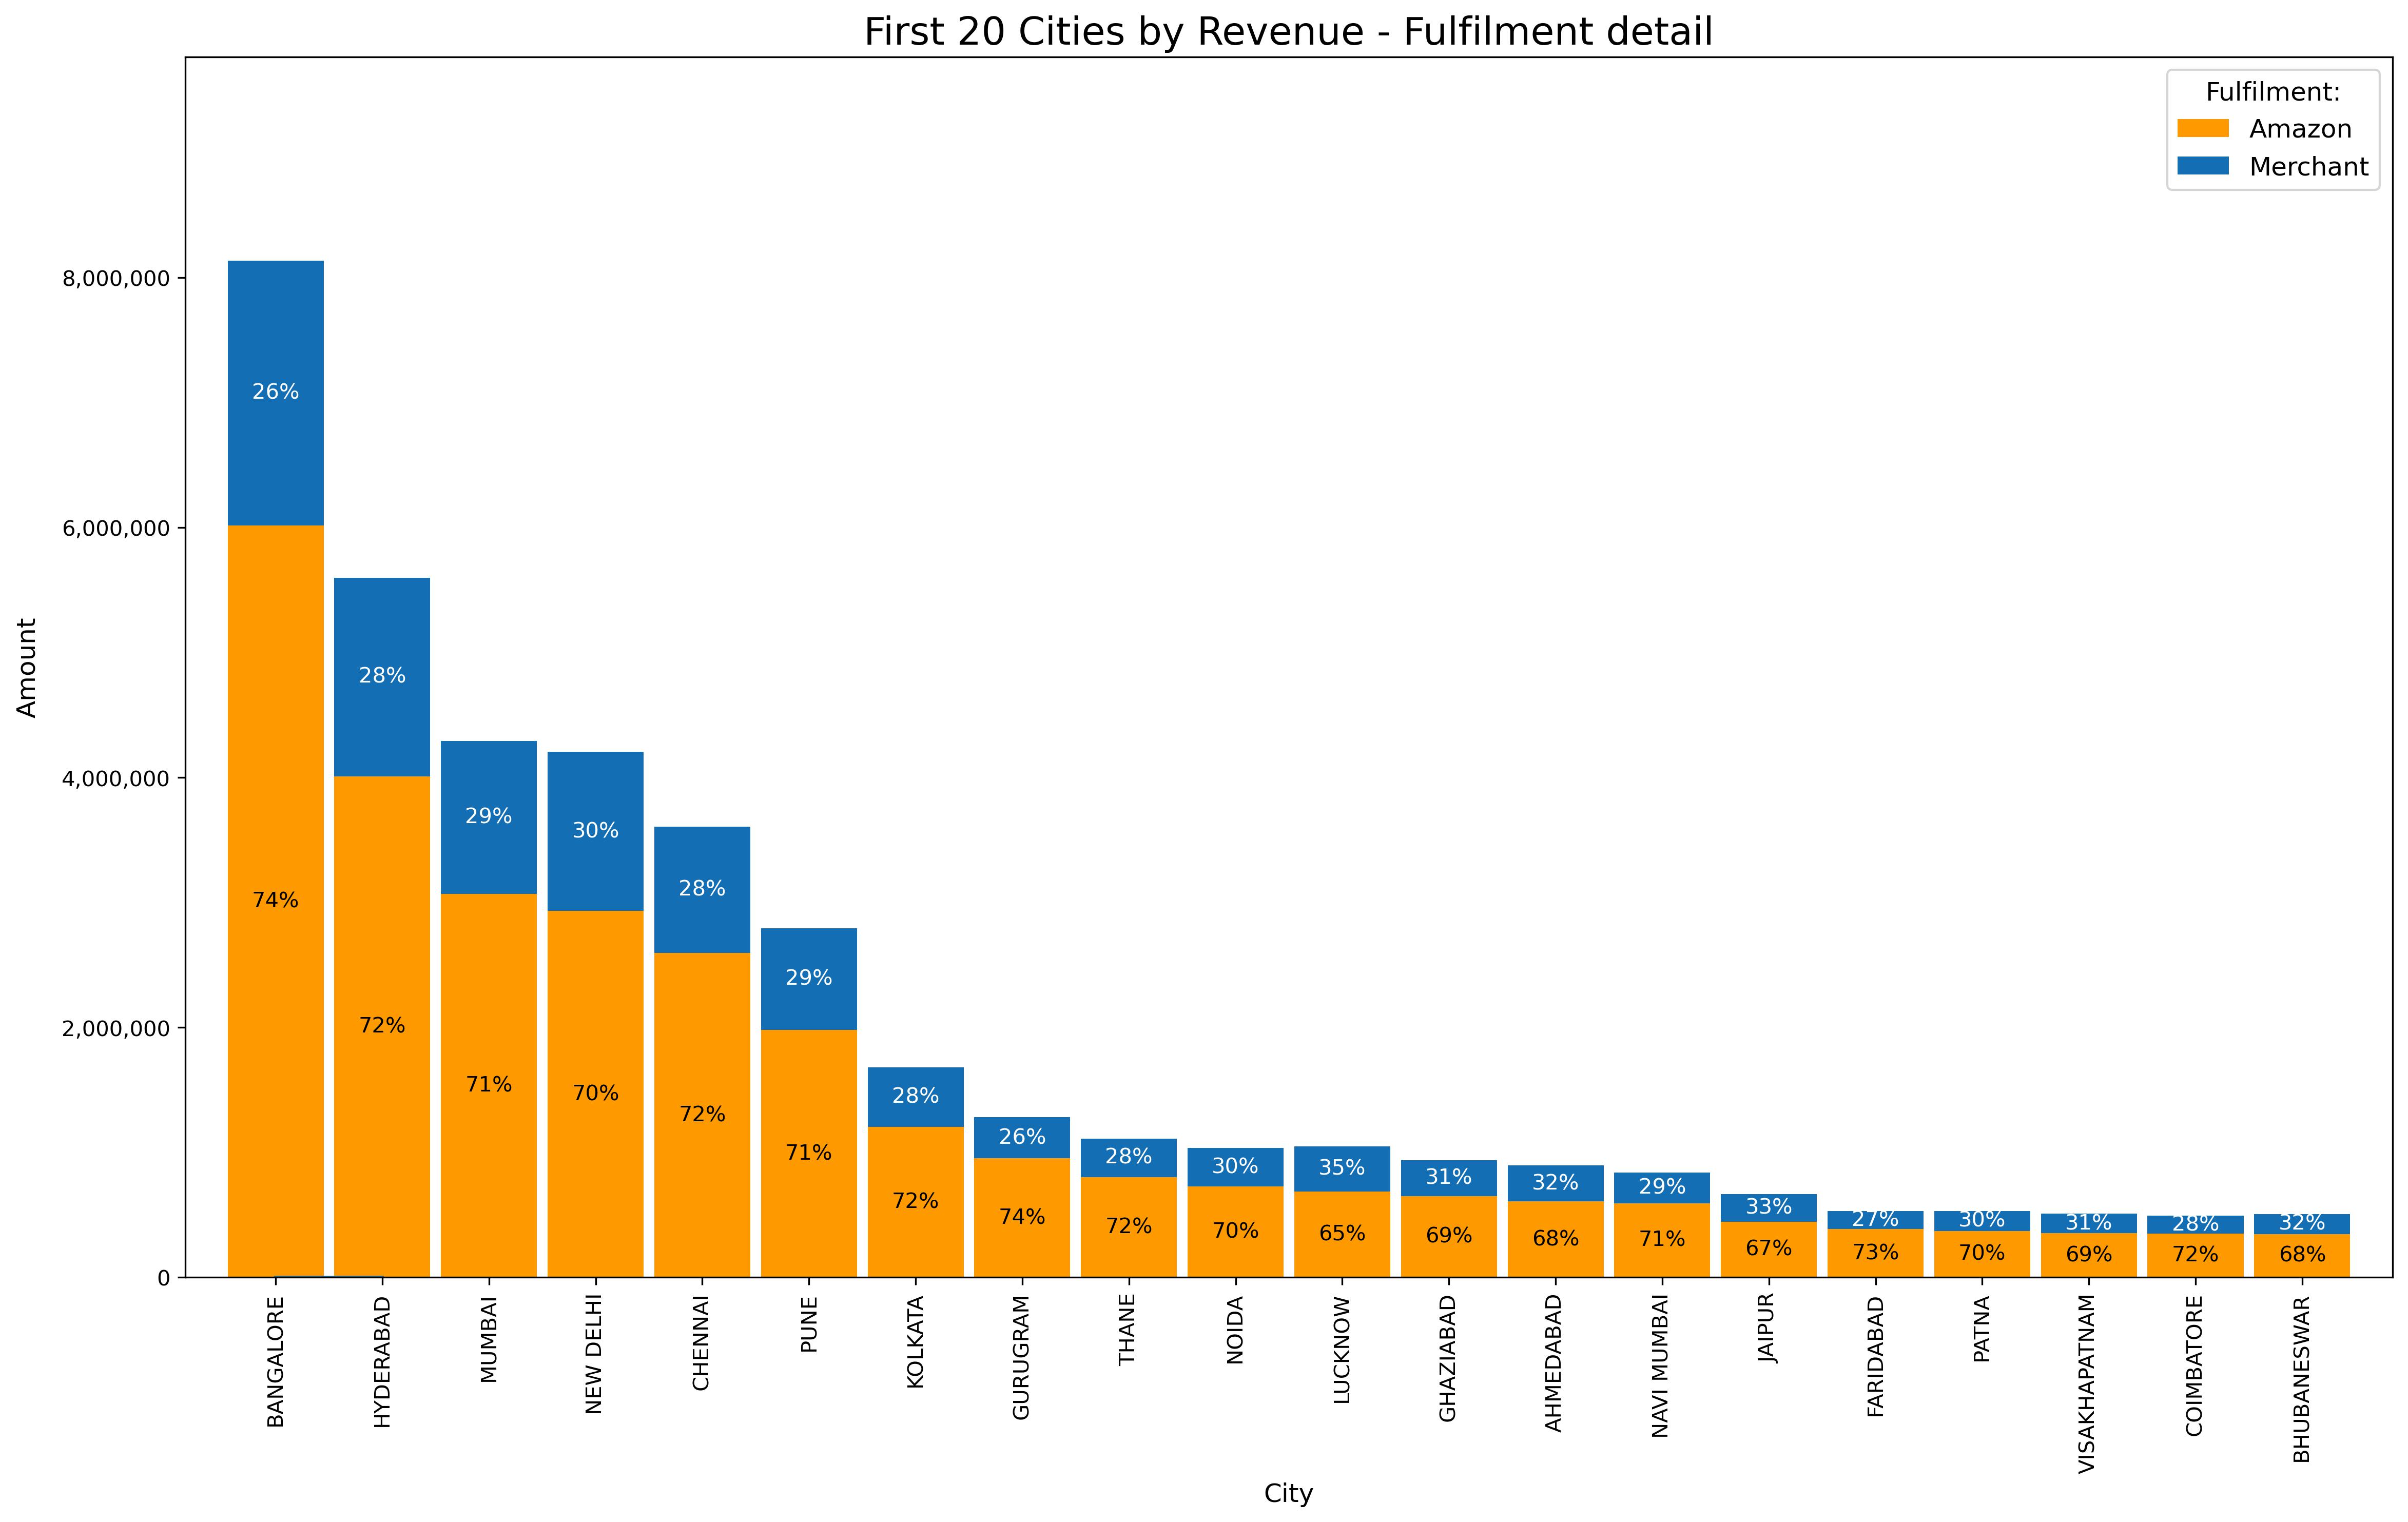 First 20 Cities by Revenue - Fulfilment detail
Fulfilment:
Amazon
Merchant
Amount
8,000,000
6,000,000
4,000,000
2,000,000
0
26%
74%
28%
72%
29%
71%
30%
70%
28%
72%
29%
71%
28%
72%
26%
74%
28%
72%
30%
70%
35%
65%
31%
69%
32%
68%
29%
71%
33%
67%
27%
73%
30%
70%
31%
69%
28%
72%
32%
68%
BANGALORE
HYDERABAD
MUMBAI
NEW DELHI
CHENNAI
PUNE
KOLKATA
GURUGRAM
THANE
NOIDA
LUCKNOW
GHAZIABAD
AHMEDABAD
NAVI MUMBAI
JAIPUR
FARIDABAD
PATNA
VISAKHAPATNAM
COIMBATORE
BHUBANESWAR
City